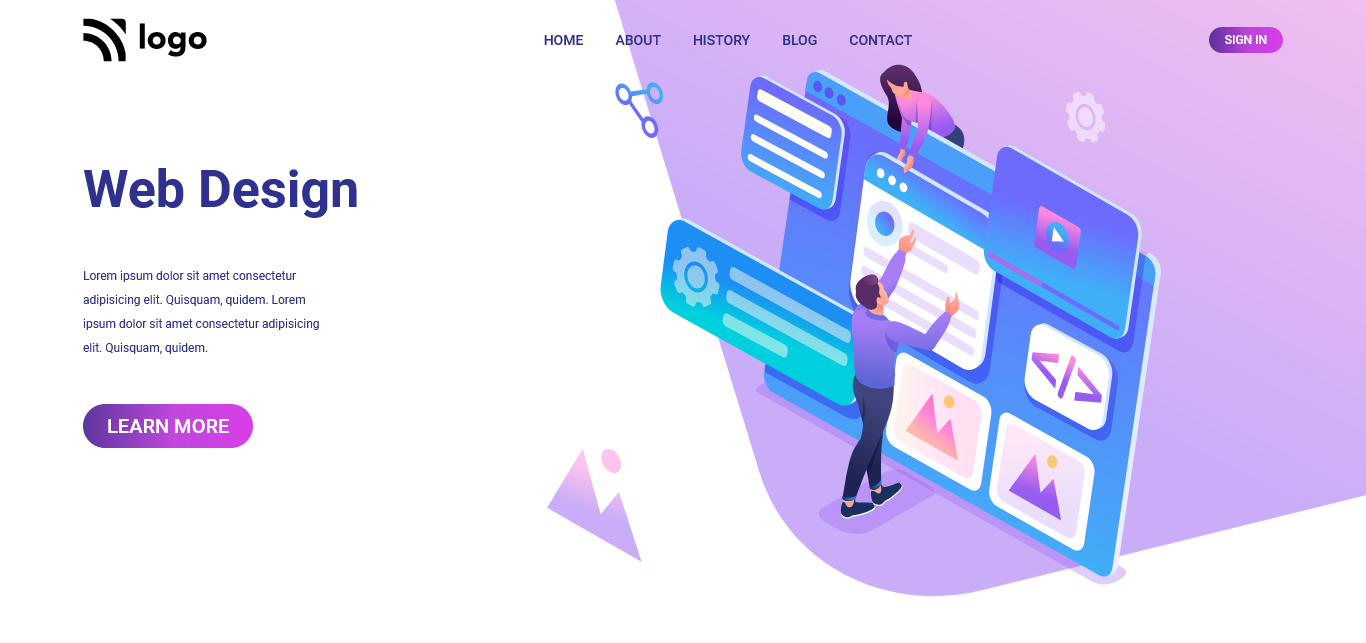 logo
HOME ABOUT HISTORY BLOG CONTACT
SIGN IN
Web Design
Lorem ipsum dolor sit amet consectetur
adipisicing elit. Quisquam, quidem. Lorem
ipsum dolor sit amet consectetur adipisicing
elit. Quisquam, quidem.
LEARN MORE
</>